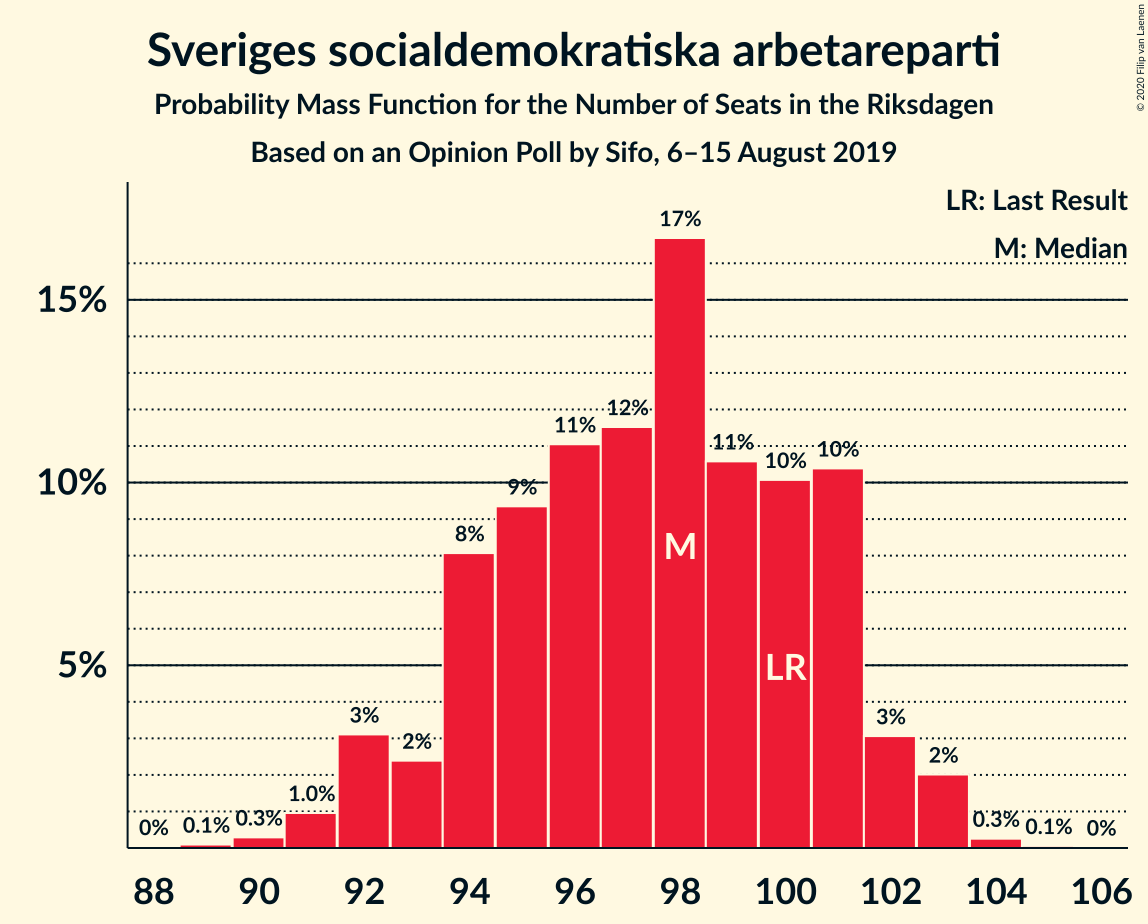 Sveriges socialdemokratiska arbetareparti
Probability Mass Function for the Number of Seats in the Riksdagen
Based on an Opinion Poll by Sifo, 6–15 August 2019
© 2020 Filip van Laenen
LR: Last Result
M: Median
15%
10%
5%
0%
0.1%
0.3%
1.0%
3%
2%
8%
9%
11%
12%
17%
11%
10%
10%
3%
2%
0.3%
0.1%
0%
M
LR
88 90 92 94 96 98 100 102 104 106